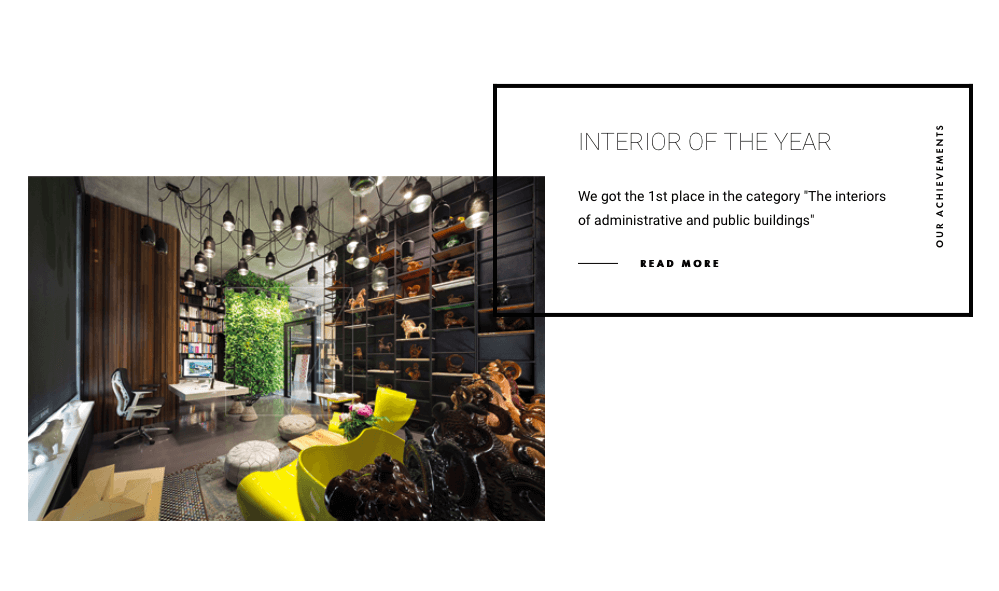 INTERIOR OF THE YEAR
We got the 1st place in the category "The interiors
of administrative and public buildings"
READ MORE
OUR ACHIEVEMENTS